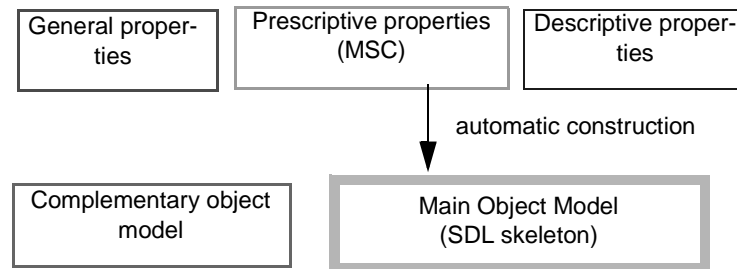 General proper-
ties
Prescriptive properties
(MSC)
Descriptive proper-
ties
automatic construction
Complementary object
model
Main Object Model
(SDL skeleton)